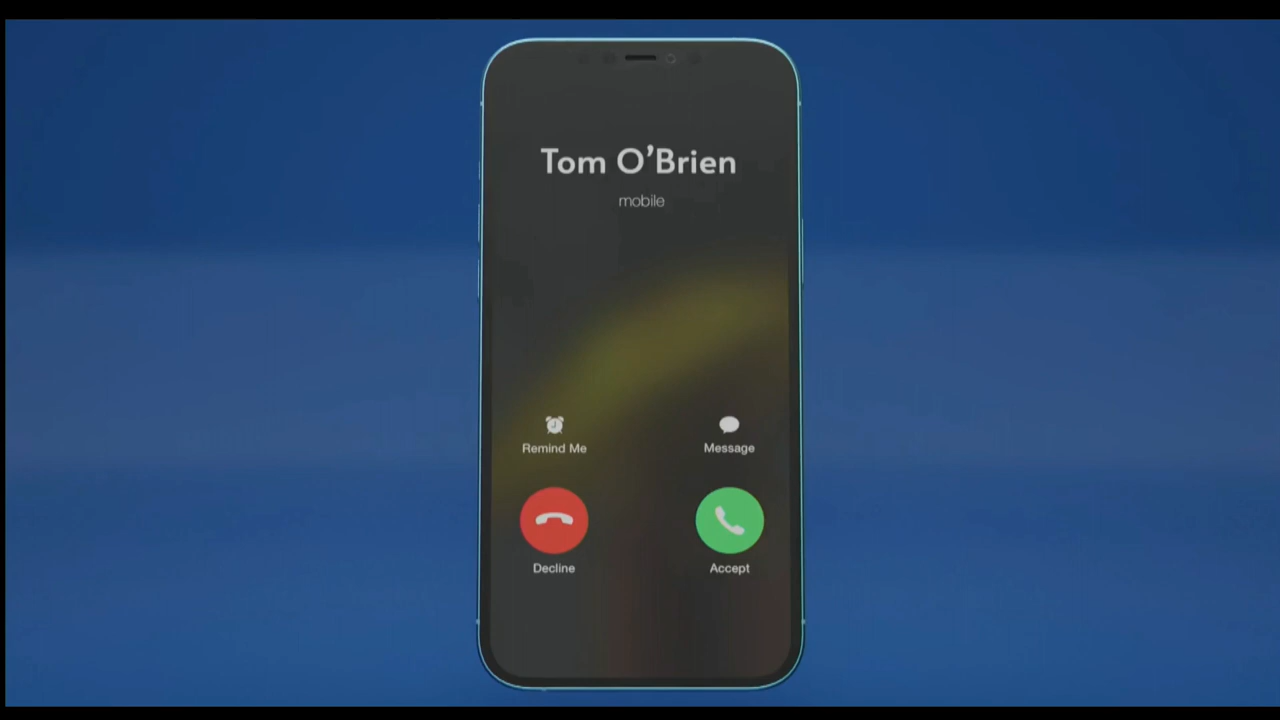 Tom O’Brien
mobile
Remind Me
Message
Decline
Accept